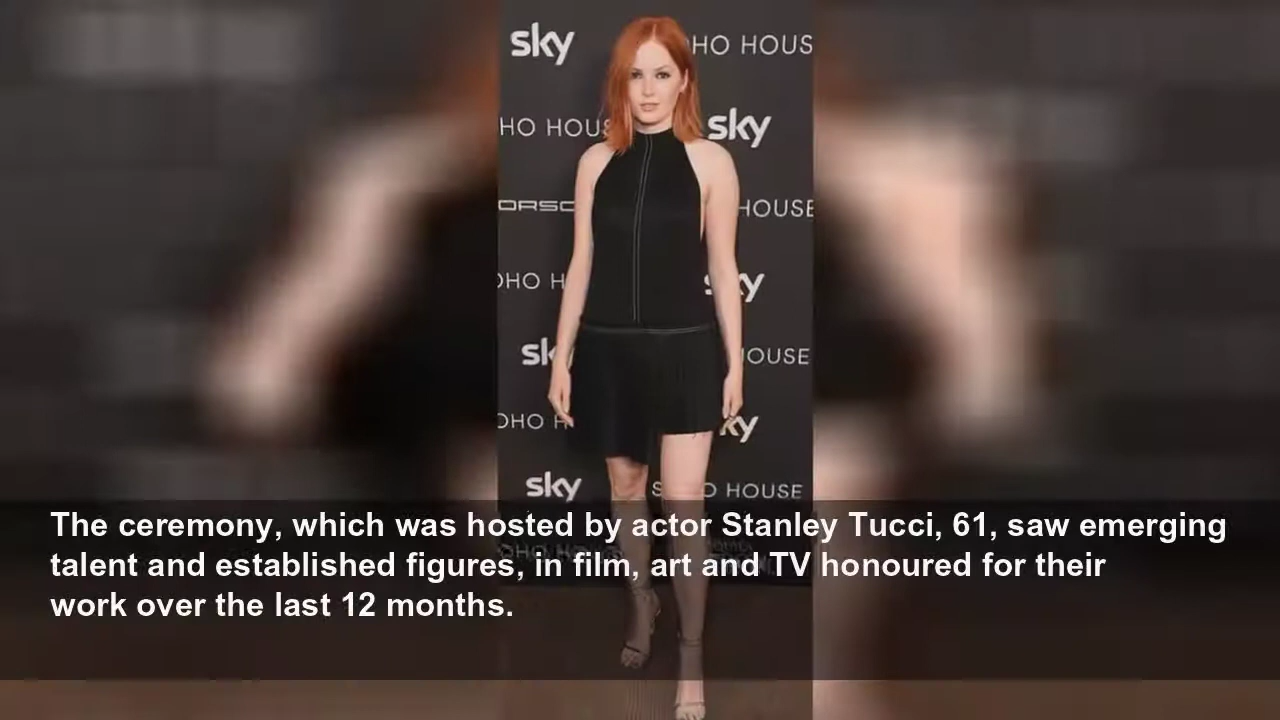 sky
OHO HOUS
HO HOUS
sky
ORSC
HOUSE
OHO H
sky
sk
OUSE
OHO H
ky
sky
S O HOUSE
The ceremony, which was hosted by actor Stanley Tucci, 61, saw emerging
talent and established figures, in film, art and TV honoured for their
work over the last 12 months.